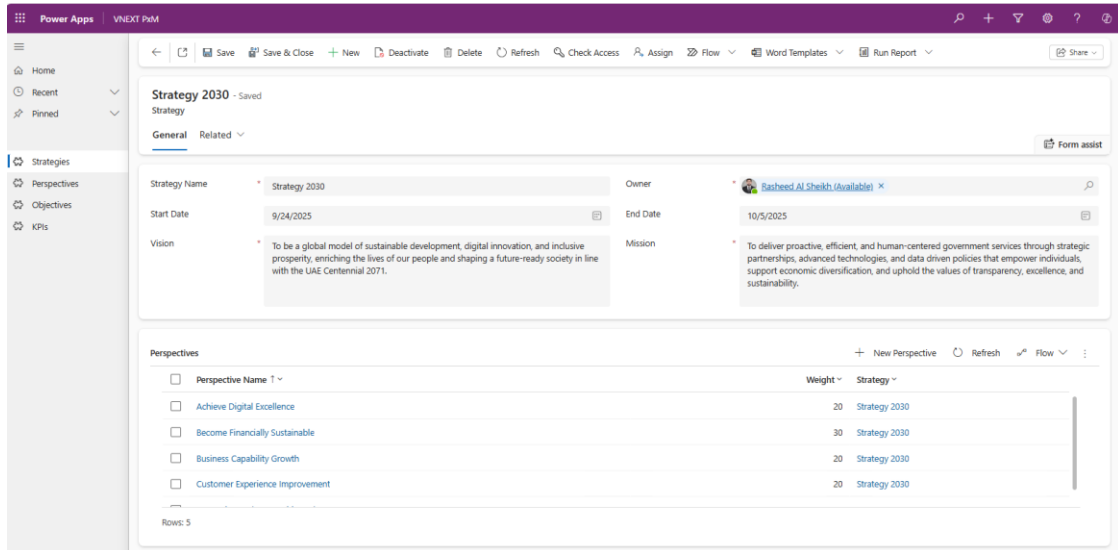 Power Apps VNEXT PxM
Save Save & Close + New Deactivate Delete Refresh Check Access Assign Flow Word Templates Run Report Share
Home
Recent
Pinned
Strategies
Perspectives
Objectives
KPIs
Strategy 2030 - Saved
Strategy
General Related
Form assist
Strategy Name * Strategy 2030
Owner * Rasheed Al Sheikh (Available) ×
Start Date 9/24/2025
End Date 10/5/2025
Vision * To be a global model of sustainable development, digital innovation, and inclusive
prosperity, enriching the lives of our people and shaping a future-ready society in line
with the UAE Centennial 2071.
Mission * To deliver proactive, efficient, and human-centered government services through strategic
partnerships, advanced technologies, and data driven policies that empower individuals,
support economic diversification, and uphold the values of transparency, excellence, and
sustainability.
Perspectives + New Perspective Refresh Flow
Perspective Name ↑ Weight Strategy
Achieve Digital Excellence 20 Strategy 2030
Become Financially Sustainable 30 Strategy 2030
Business Capability Growth 20 Strategy 2030
Customer Experience Improvement 20 Strategy 2030
Rows: 5